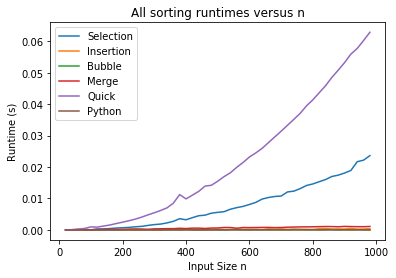 All sorting runtimes versus n
Selection
Insertion
Bubble
Merge
Quick
Python
Runtime (s)
0.06
0.05
0.04
0.03
0.02
0.01
0.00
0 200 400 600 800 1000
Input Size n